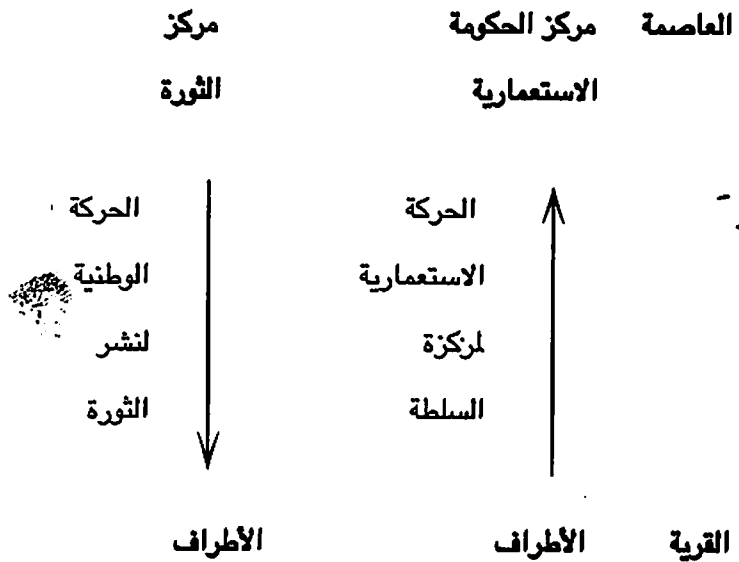 العاصمة مركز الحكومة مركز
الاستعمارية الثورة
الحركة الحركة
الاستعمارية الوطنية
لمركزة لنشر
السلطة الثورة
القرية الأطراف الأطراف